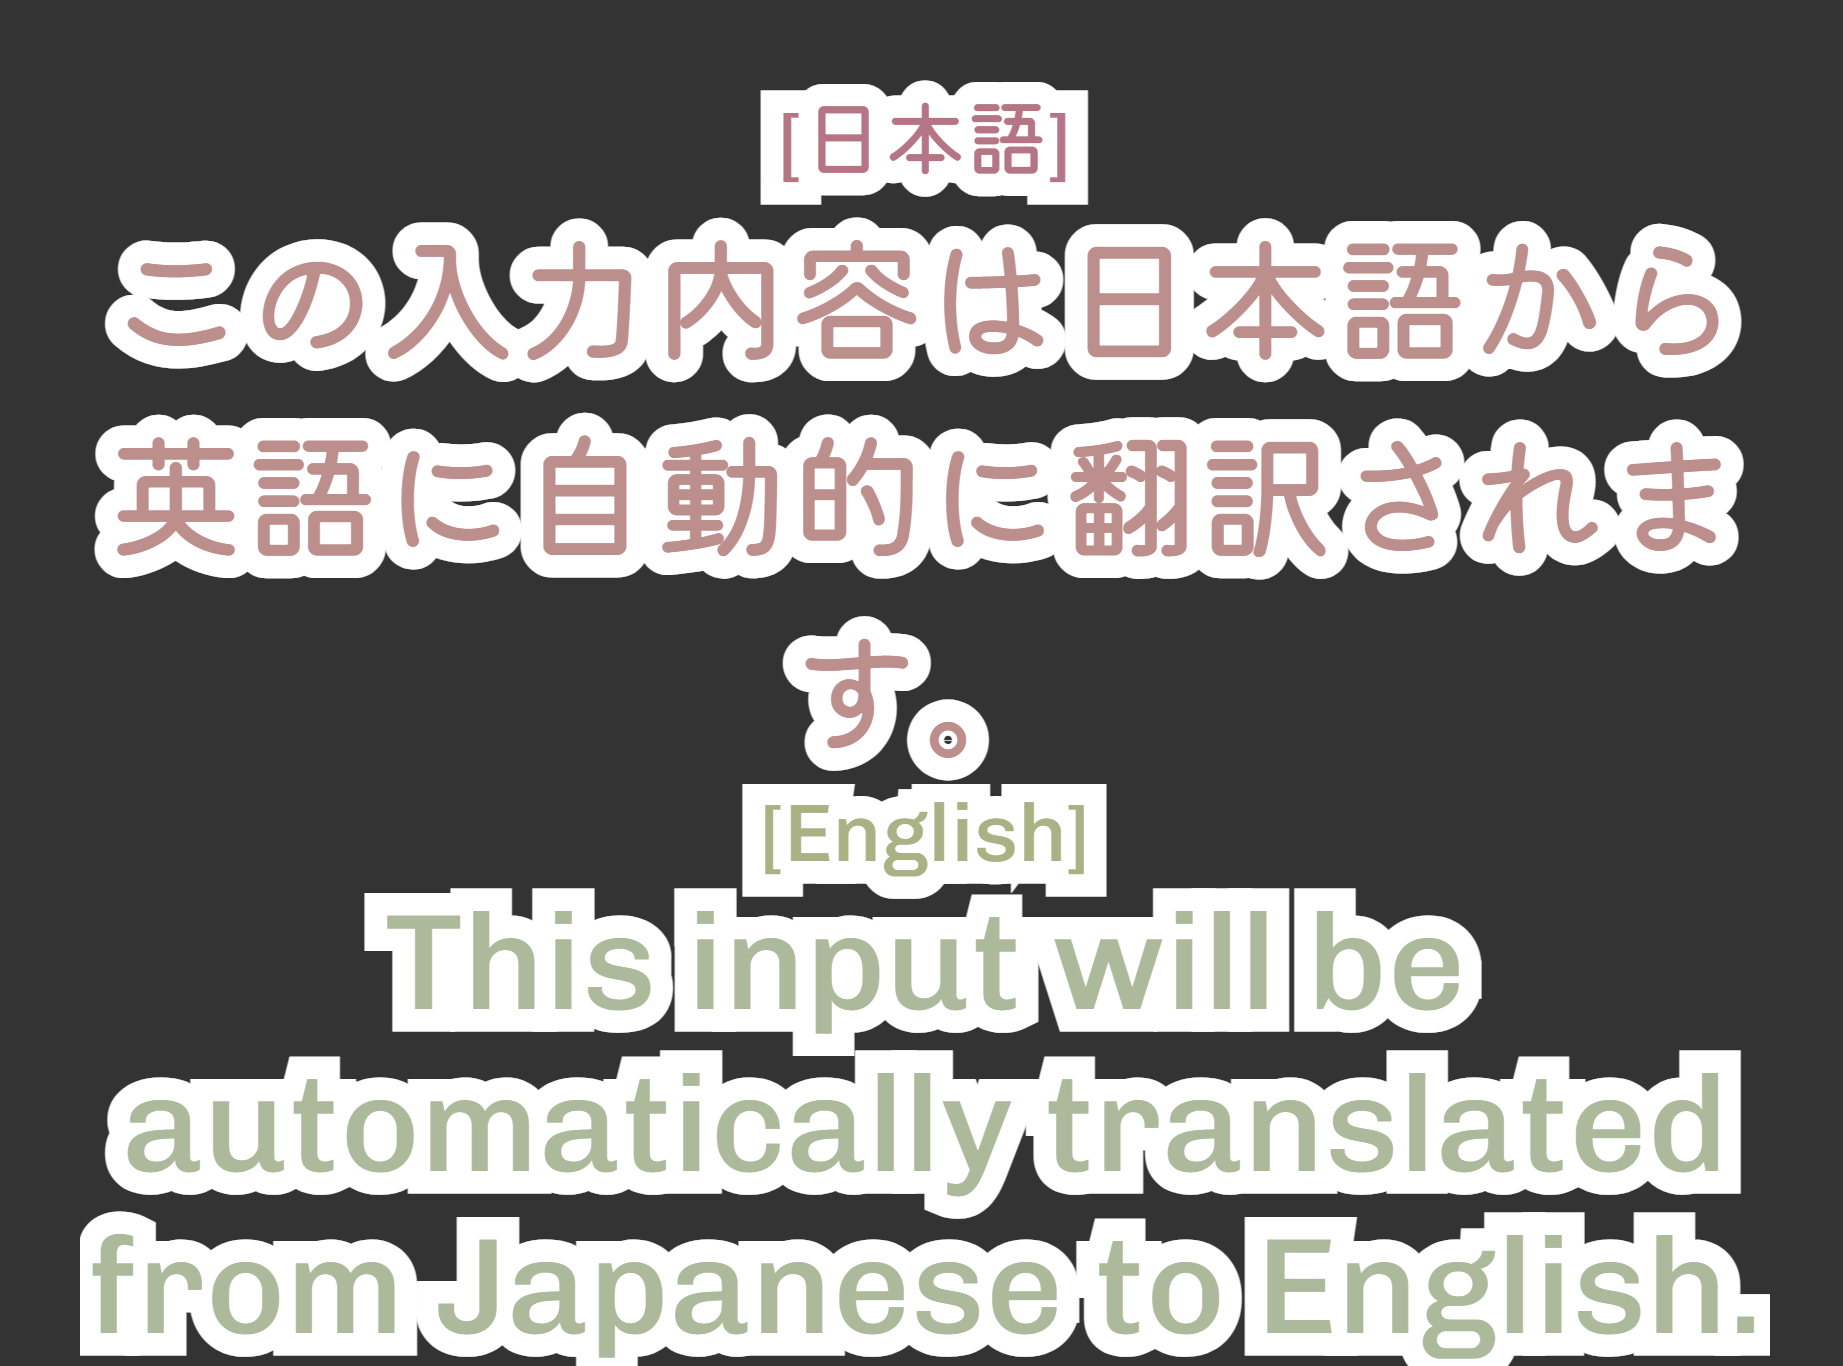 [日本語]
この入力内容は日本語から
英語に自動的に翻訳されま
す。
[English]
This input will be
automatically translated
from Japanese to English.